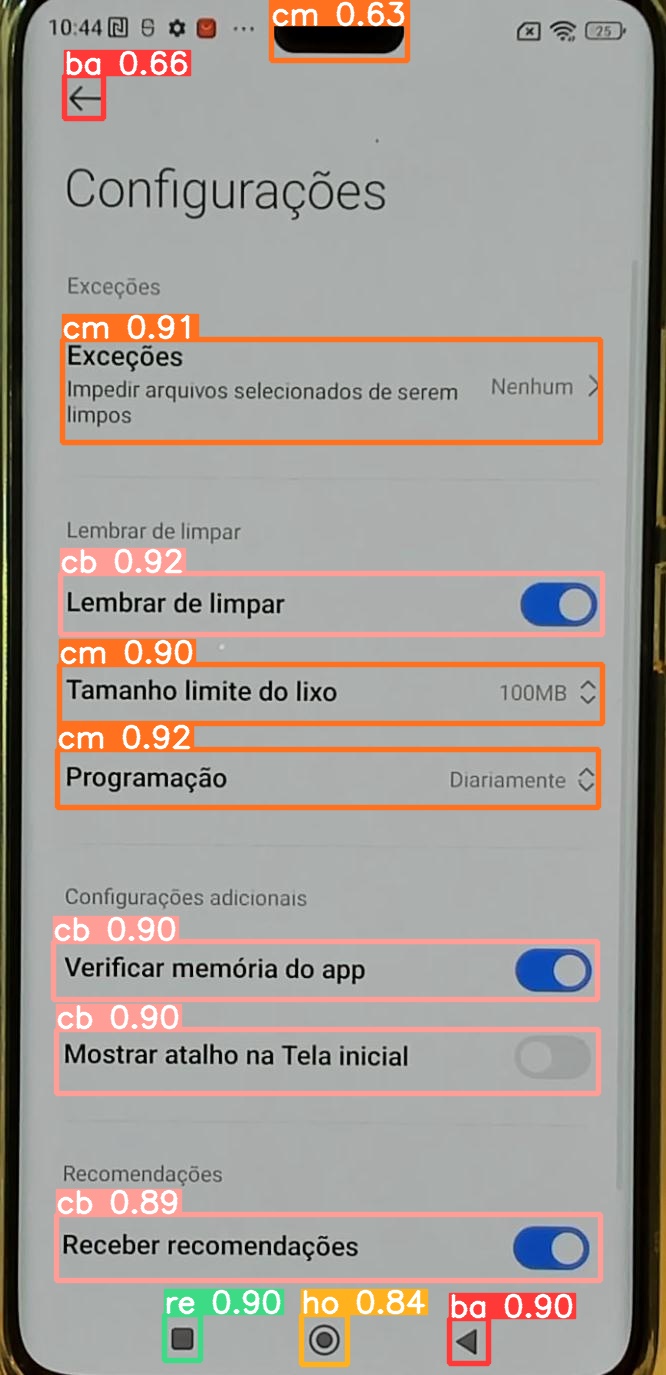 10:44 ... 25
cm 0.63
ba 0.66
Configurações
Exceções
cm 0.91
Exceções
Impedir arquivos selecionados de serem limpos
Nenhum
Lembrar de limpar
cb 0.92
Lembrar de limpar
cm 0.90
Tamanho limite do lixo 100MB
cm 0.92
Programação Diariamente
Configurações adicionais
cb 0.90
Verificar memória do app
cb 0.90
Mostrar atalho na Tela inicial
Recomendações
cb 0.89
Receber recomendações
re 0.90 ho 0.84 ba 0.90